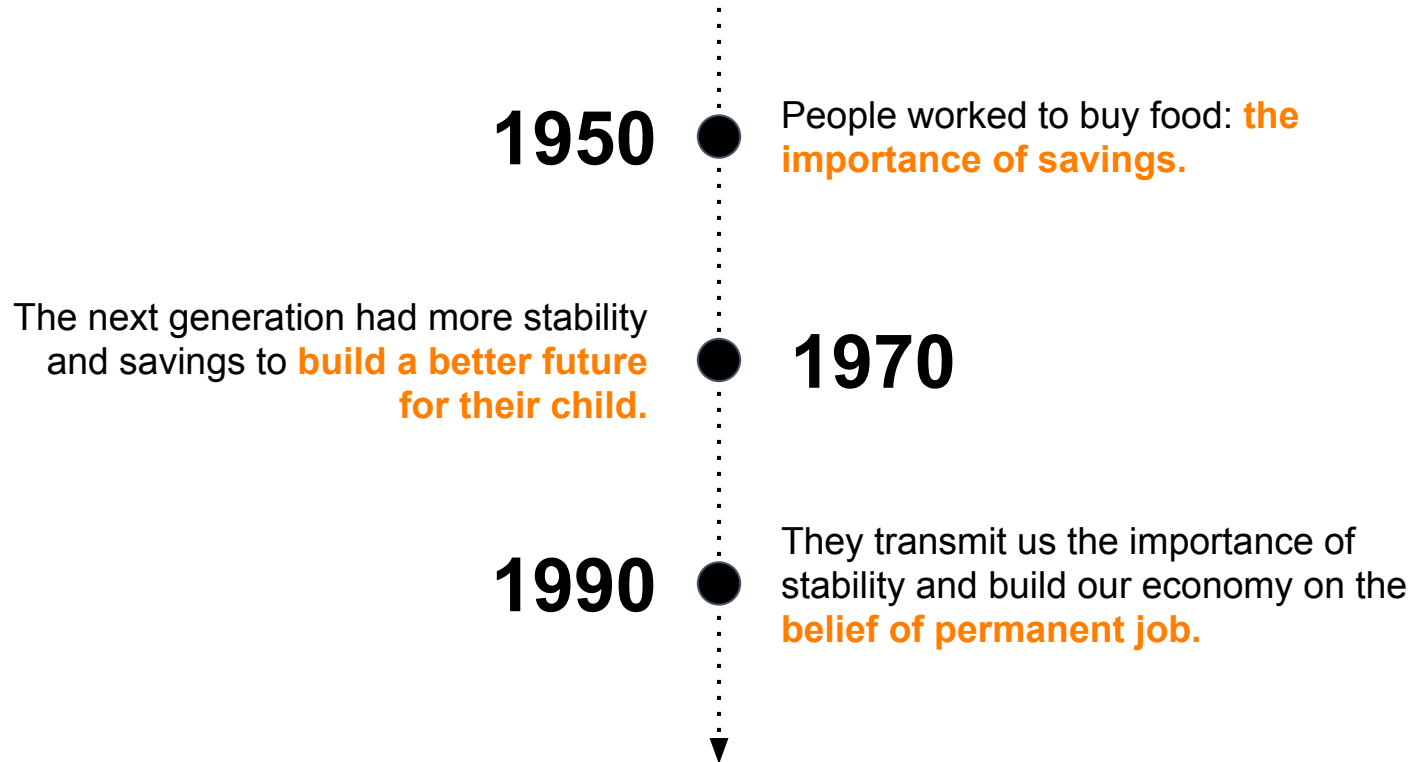 1950
People worked to buy food: the
importance of savings.
The next generation had more stability
and savings to build a better future
for their child.
1970
1990
They transmit us the importance of
stability and build our economy on the
belief of permanent job.